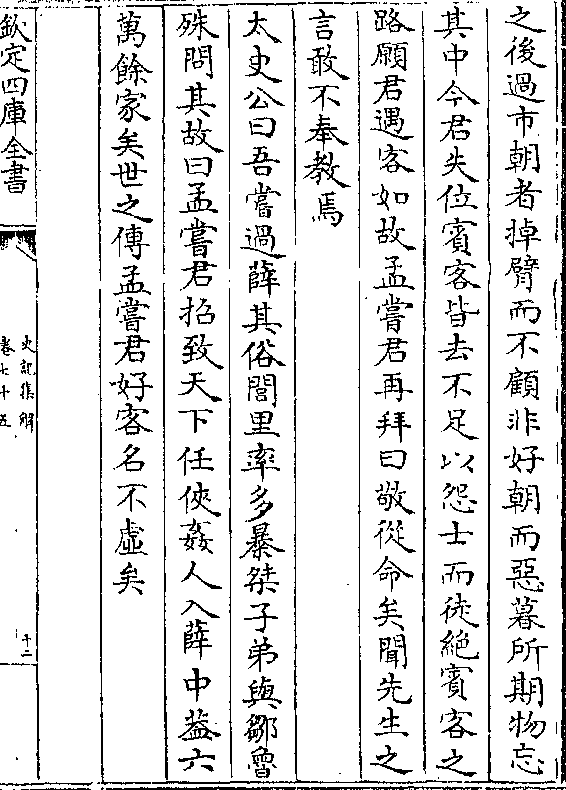 之後過市朝者掉臂而不顧非好朝而惡暮所期物忘
其中今君失位賓客皆去不足以怨士而徒絶賓客之
路願君遇客如故孟嘗君再拜曰敬從命矣聞先生之
言敢不奉教焉
太史公曰吾嘗過薛其俗閭里率多暴桀子弟與鄒魯
殊問其故曰孟嘗君招致天下任俠姦人入薛中葢六
萬餘家矣世之傳孟嘗君好客名不虛矣
欽定四庫全書
史記集解
卷七十五
十二